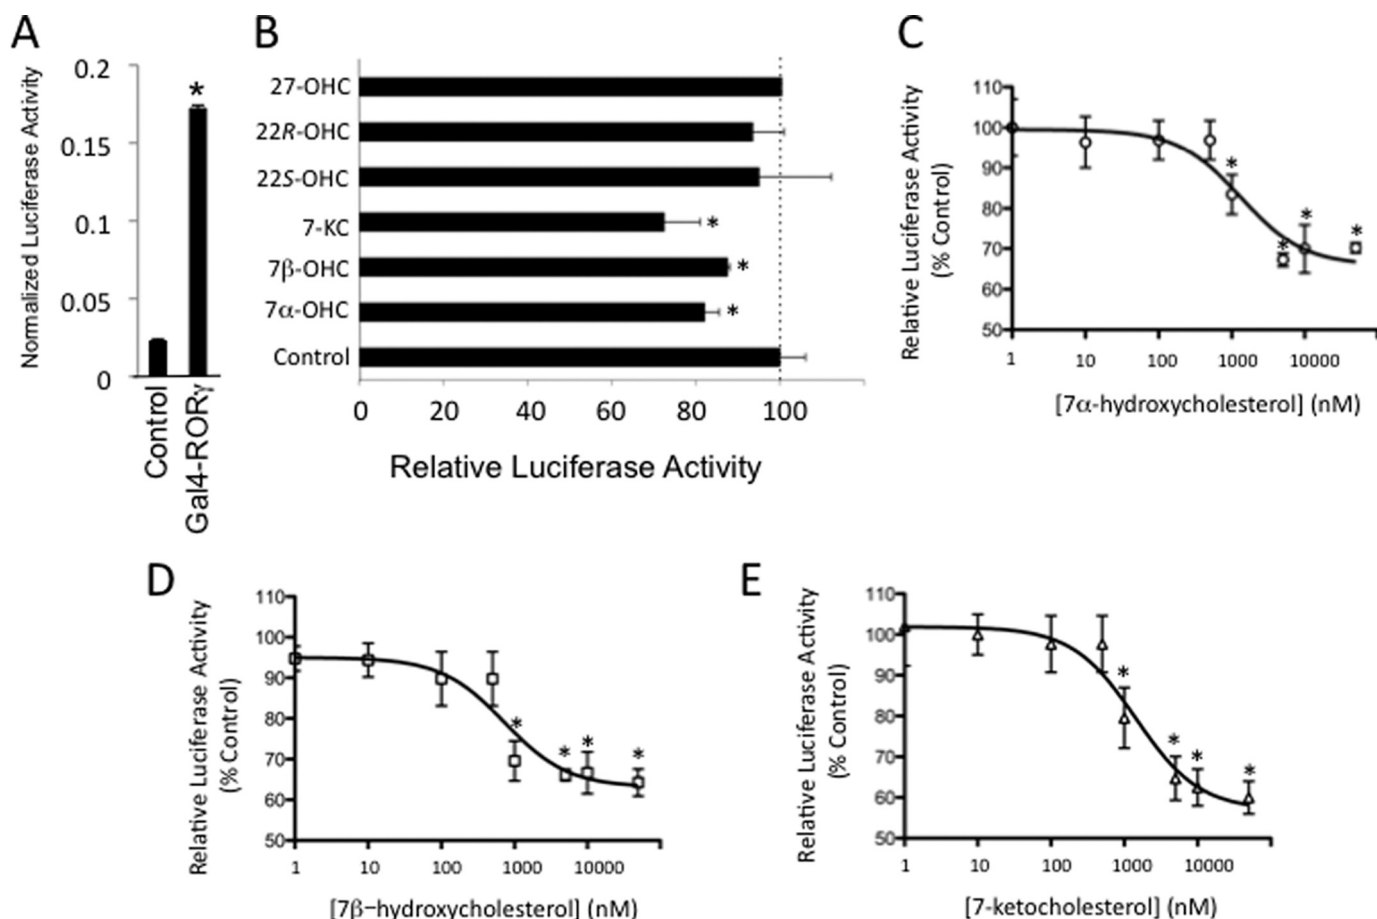 A
Normalized Luciferase Activity
0.2
0.15
0.1
0.05
0
*
Control
Gal4-RORγ
B
27-OHC
22R-OHC
22S-OHC
7-KC
*
7β-OHC
*
7α-OHC
*
Control
0 20 40 60 80 100
Relative Luciferase Activity
C
Relative Luciferase Activity
(% Control)
110
100
90
80
70
60
50
* * * *
1 10 100 1000 10000
[7α-hydroxycholesterol] (nM)
D
Relative Luciferase Activity
(% Control)
110
100
90
80
70
60
50
* * * *
1 10 100 1000 10000
[7β-hydroxycholesterol] (nM)
E
Relative Luciferase Activity
(% Control)
110
100
90
80
70
60
50
* * * *
1 10 100 1000 10000
[7-ketocholesterol] (nM)